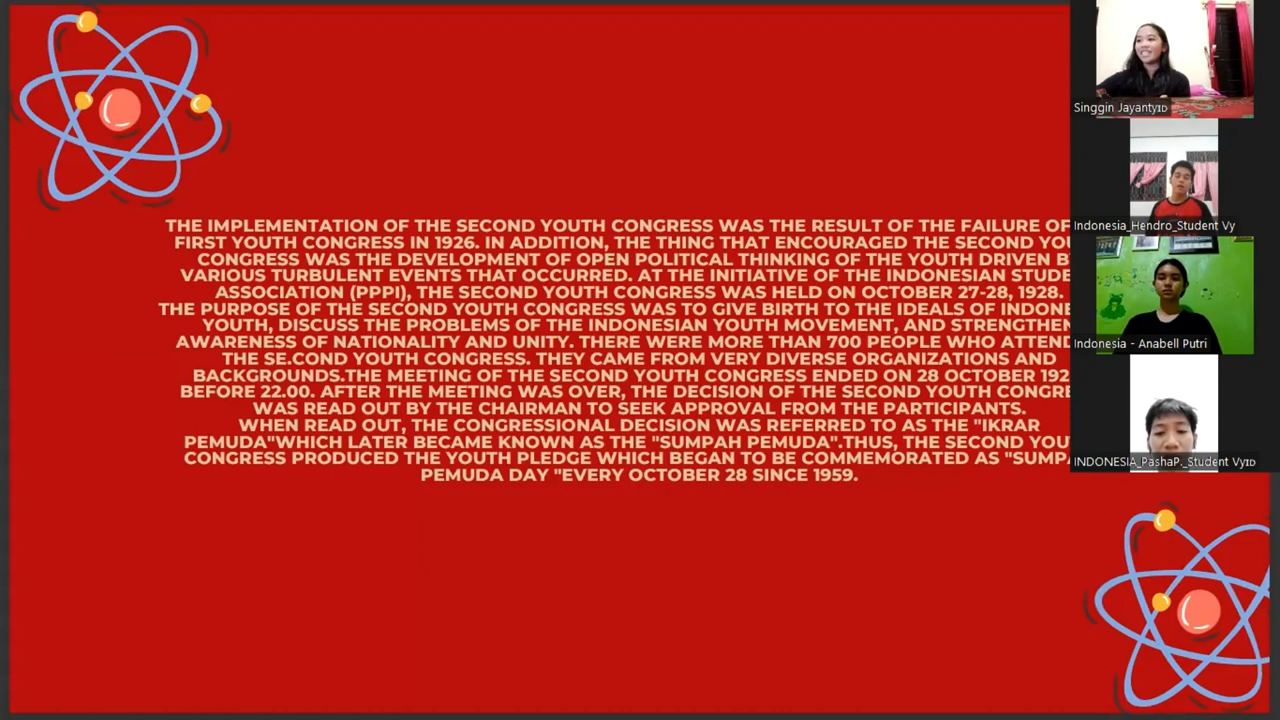 THE IMPLEMENTATION OF THE SECOND YOUTH CONGRESS WAS THE RESULT OF THE FAILURE OF
FIRST YOUTH CONGRESS IN 1926. IN ADDITION, THE THING THAT ENCOURAGED THE SECOND YOU
CONGRESS WAS THE DEVELOPMENT OF OPEN POLITICAL THINKING OF THE YOUTH DRIVEN B
VARIOUS TURBULENT EVENTS THAT OCCURRED. AT THE INITIATIVE OF THE INDONESIAN STUDE
ASSOCIATION (PPPI), THE SECOND YOUTH CONGRESS WAS HELD ON OCTOBER 27-28, 1928.
THE PURPOSE OF THE SECOND YOUTH CONGRESS WAS TO GIVE BIRTH TO THE IDEALS OF INDONE
YOUTH, DISCUSS THE PROBLEMS OF THE INDONESIAN YOUTH MOVEMENT, AND STRENGTHEN
AWARENESS OF NATIONALITY AND UNITY. THERE WERE MORE THAN 700 PEOPLE WHO ATTEND
THE SE.COND YOUTH CONGRESS. THEY CAME FROM VERY DIVERSE ORGANIZATIONS AND
BACKGROUNDS.THE MEETING OF THE SECOND YOUTH CONGRESS ENDED ON 28 OCTOBER 192
BEFORE 22.00. AFTER THE MEETING WAS OVER, THE DECISION OF THE SECOND YOUTH CONGRE
WAS READ OUT BY THE CHAIRMAN TO SEEK APPROVAL FROM THE PARTICIPANTS.
WHEN READ OUT, THE CONGRESSIONAL DECISION WAS REFERRED TO AS THE "IKRAR
PEMUDA"WHICH LATER BECAME KNOWN AS THE "SUMPAH PEMUDA".THUS, THE SECOND YOU
CONGRESS PRODUCED THE YOUTH PLEDGE WHICH BEGAN TO BE COMMEMORATED AS "SUMPA
PEMUDA DAY "EVERY OCTOBER 28 SINCE 1959.
Singgin Jayantyɪᴅ
Indonesia_Hendro_Student Vy
Indonesia - Anabell Putri
INDONESIA_PashaP._Student Vyɪᴅ